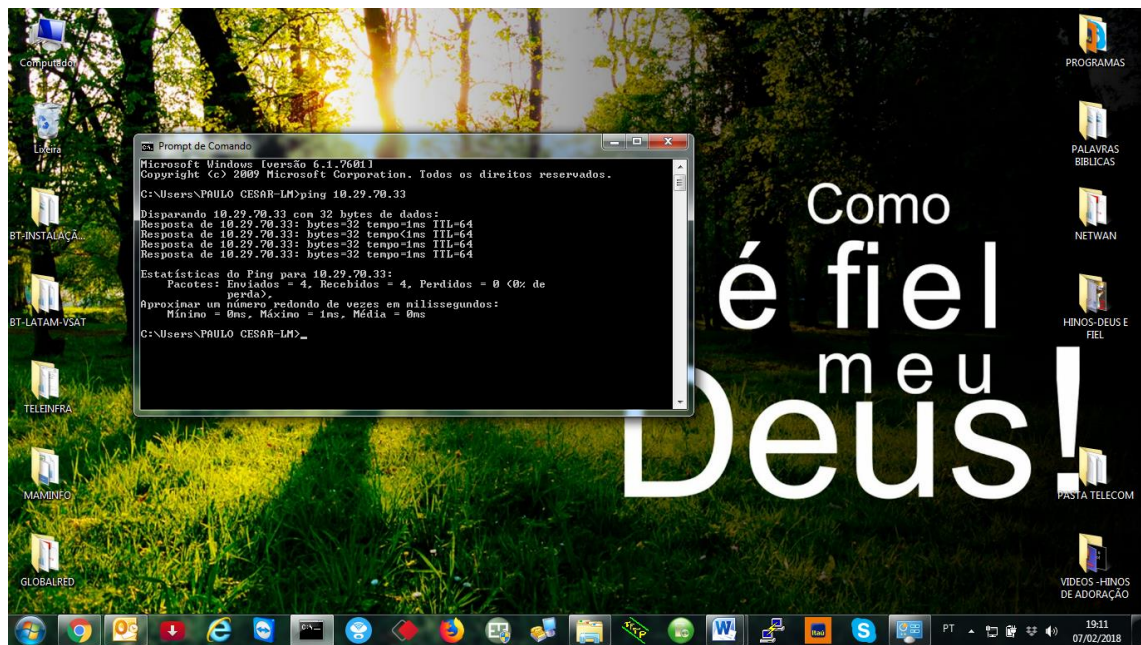 Computador
Lixeira
BT-INSTALAÇÃ...
BT-LATAM-VSAT
TELEINFRA
MAMINFO
GLOBALRED
Prompt de Comando
Microsoft Windows [versão 6.1.7601]
Copyright (c) 2009 Microsoft Corporation. Todos os direitos reservados.
C:\Users\PAULO CESAR-LM>ping 10.29.70.33
Disparando 10.29.70.33 com 32 bytes de dados:
Resposta de 10.29.70.33: bytes=32 tempo=1ms TTL=64
Resposta de 10.29.70.33: bytes=32 tempo<1ms TTL=64
Resposta de 10.29.70.33: bytes=32 tempo=1ms TTL=64
Resposta de 10.29.70.33: bytes=32 tempo=1ms TTL=64
Estatísticas do Ping para 10.29.70.33:
Pacotes: Enviados = 4, Recebidos = 4, Perdidos = 0 (0% de
perda),
Aproximar um número redondo de vezes em milissegundos:
Mínimo = 0ms, Máximo = 1ms, Média = 0ms
C:\Users\PAULO CESAR-LM>_
Como
é fiel
meu
Deus!
PROGRAMAS
PALAVRAS
BIBLICAS
NETWAN
HINOS-DEUS E
FIEL
PASTA TELECOM
VIDEOS -HINOS
DE ADORAÇÃO
Itaú
PT
19:11
07/02/2018